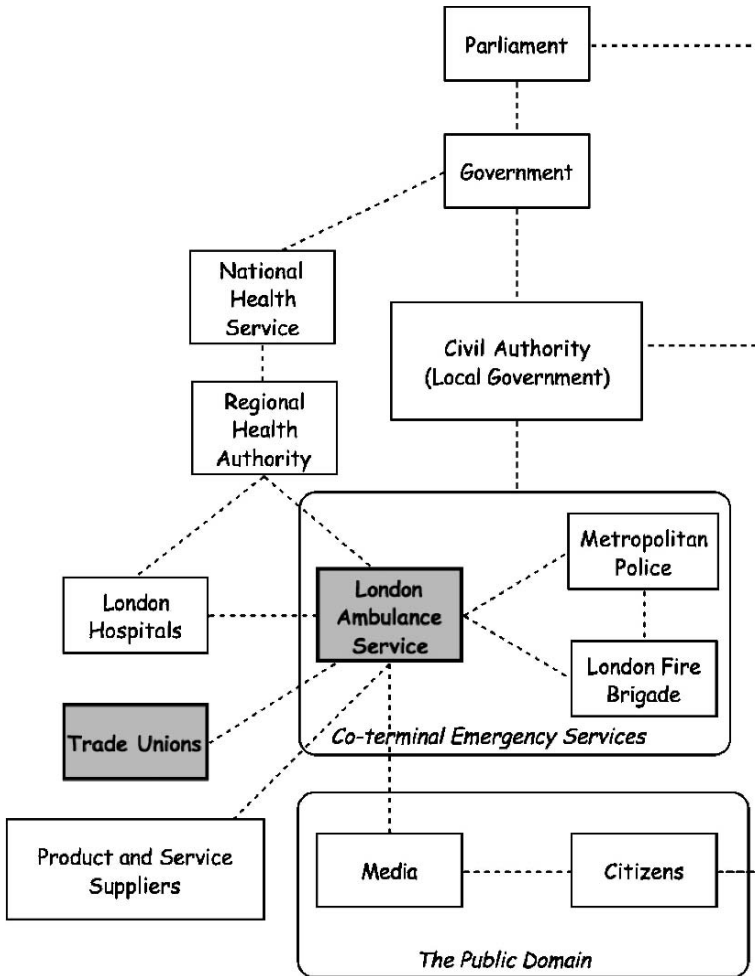 Parliament
Government
National
Health
Service
Civil Authority
(Local Government)
Regional
Health
Authority
Metropolitan
Police
London
Hospitals
London
Ambulance
Service
London Fire
Brigade
Trade Unions
Co-terminal Emergency Services
Product and Service
Suppliers
Media
Citizens
The Public Domain